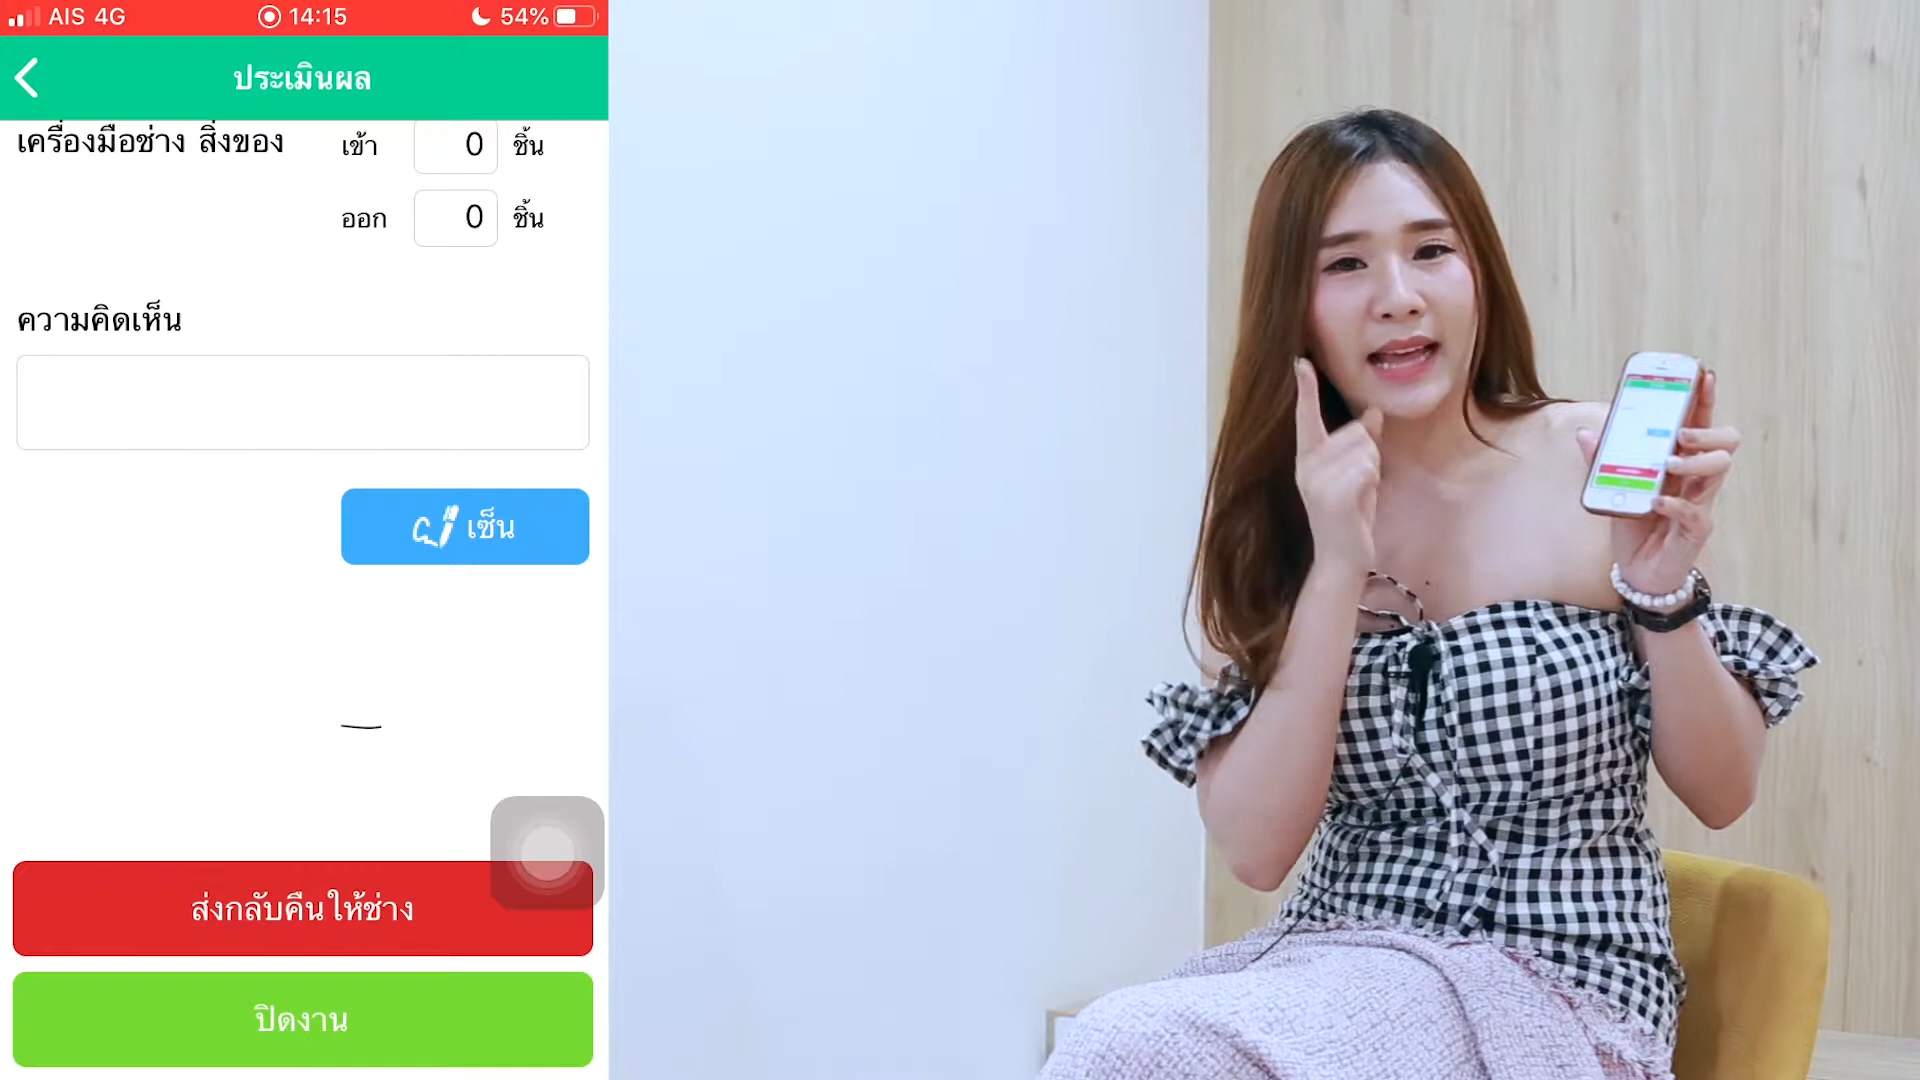 AIS 4G 14:15 54%
ประเมินผล
เครื่องมือช่าง สิ่งของ เข้า 0 ชิ้น
ออก 0 ชิ้น
ความคิดเห็น
เซ็น
ส่งกลับคืนให้ช่าง
ปิดงาน